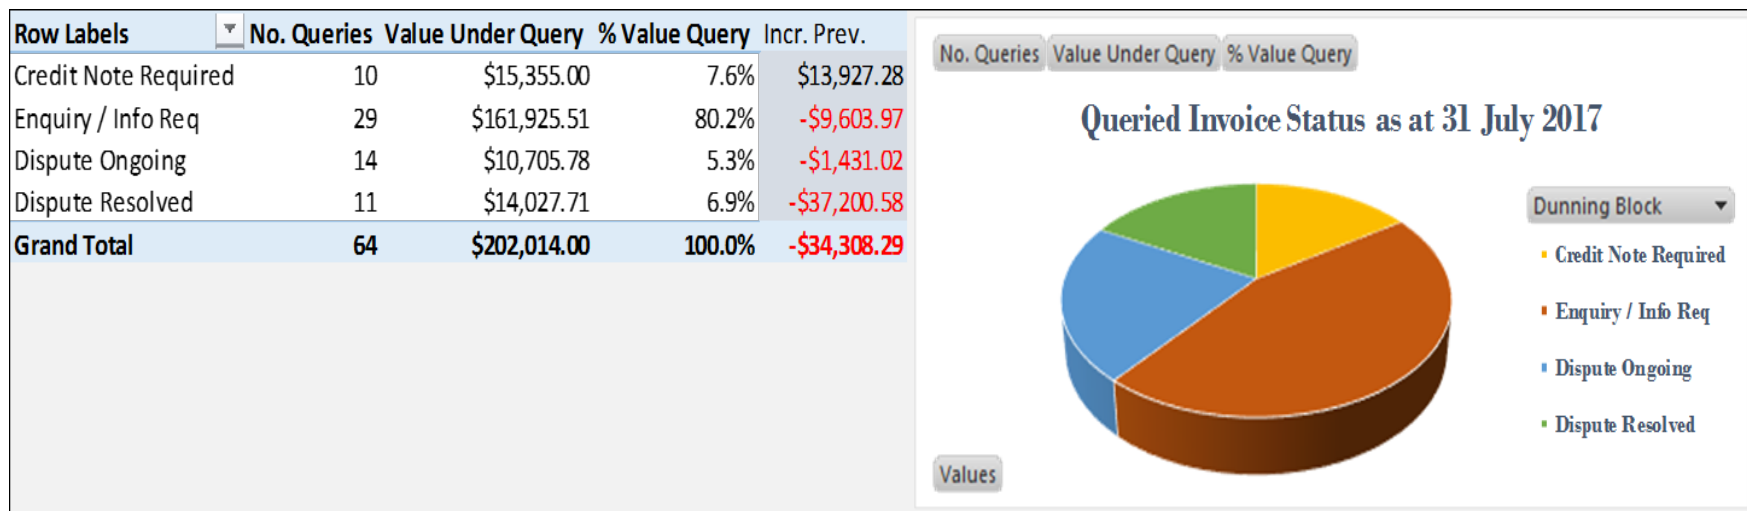 Row Labels No. Queries Value Under Query % Value Query Incr. Prev.
Credit Note Required 10 $15,355.00 7.6% $13,927.28
Enquiry / Info Req 29 $161,925.51 80.2% -$9,603.97
Dispute Ongoing 14 $10,705.78 5.3% -$1,431.02
Dispute Resolved 11 $14,027.71 6.9% -$37,200.58
Grand Total 64 $202,014.00 100.0% -$34,308.29
No. Queries Value Under Query % Value Query
Queried Invoice Status as at 31 July 2017
Dunning Block
Credit Note Required
Enquiry / Info Req
Dispute Ongoing
Dispute Resolved
Values